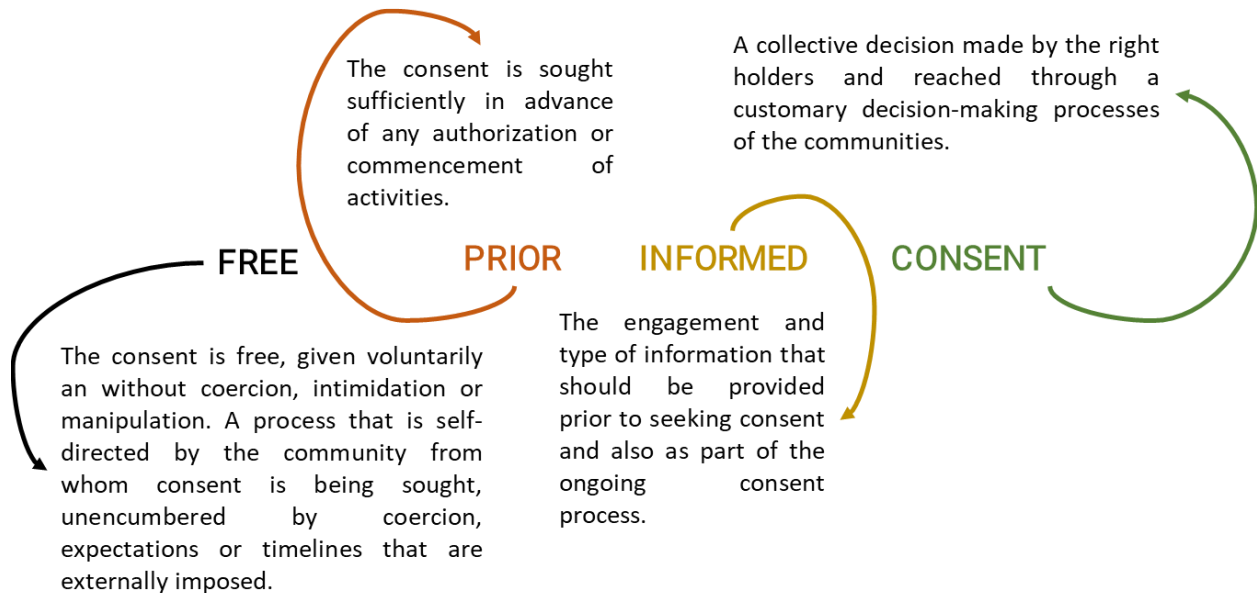 The consent is sought
sufficiently in advance
of any authorization or
commencement of
activities.
A collective decision made by the right
holders and reached through a
customary decision-making processes
of the communities.
FREE
PRIOR
INFORMED
CONSENT
The consent is free, given voluntarily
an without coercion, intimidation or
manipulation. A process that is self-
directed by the community from
whom consent is being sought,
unencumbered by coercion,
expectations or timelines that are
externally imposed.
The engagement and
type of information that
should be provided
prior to seeking consent
and also as part of the
ongoing consent
process.